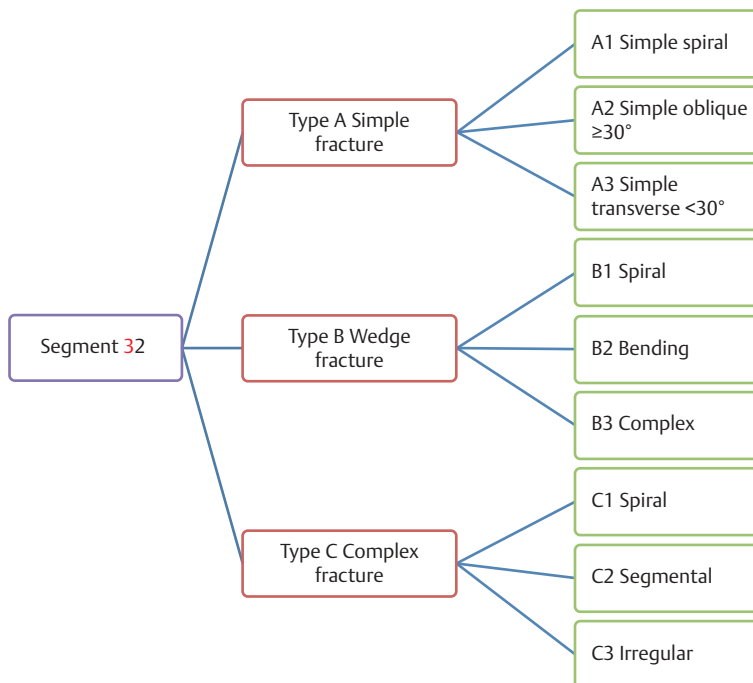 Segment 32
Type A Simple
fracture
A1 Simple spiral
A2 Simple oblique
≥30°
A3 Simple
transverse <30°
Type B Wedge
fracture
B1 Spiral
B2 Bending
B3 Complex
Type C Complex
fracture
C1 Spiral
C2 Segmental
C3 Irregular